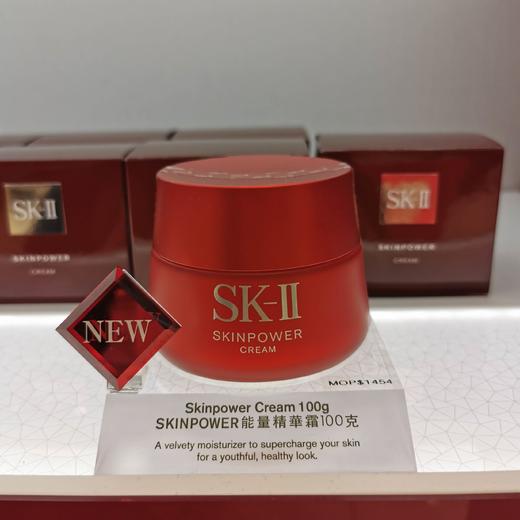 SK-II
SKINPOWER
CREAM
SK-II
SKINPOWER
CREAM
SK-II
SKINPOWER
CREAM
NEW
MOP$1454
Skinpower Cream 100g
SKINPOWER能量精華霜100克
A velvety moisturizer to supercharge your skin
for a youthful, healthy look.